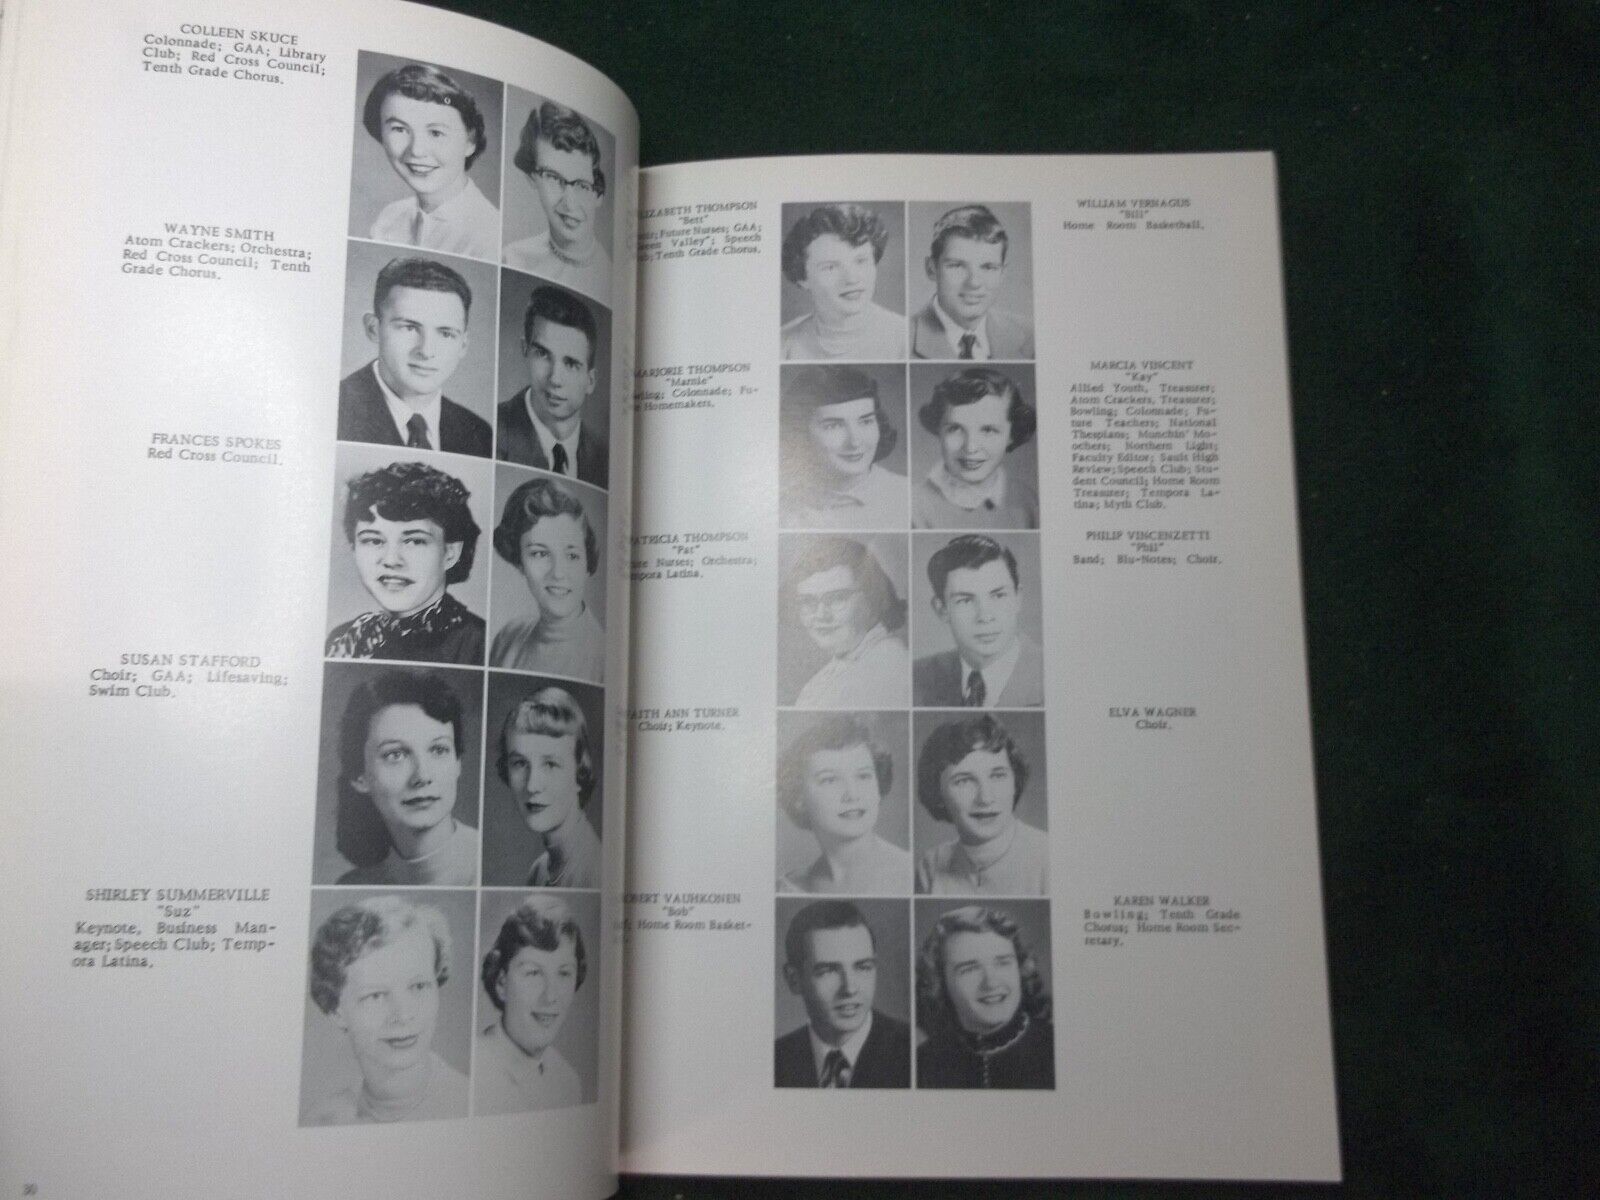 COLLEEN SKUCE
Colonnade; GAA; Library
Club; Red Cross Council;
Tenth Grade Chorus.
WAYNE SMITH
Atom Crackers; Orchestra;
Red Cross Council; Tenth
Grade Chorus.
FRANCES SPOKES
Red Cross Council.
SUSAN STAFFORD
Choir; GAA; Lifesaving;
Swim Club.
SHIRLEY SUMMERVILLE
"Suz"
Keynote, Business Man-
ager; Speech Club; Temp-
ora Latina.
30
LIZABETH THOMPSON
"Bett"
Future Nurses; GAA;
Valley"; Speech
Tenth Grade Chorus.
MARJORIE THOMPSON
"Marnie"
Colonnade; Fu-
Homemakers.
PATRICIA THOMPSON
"Pat"
Nurses; Orchestra;
Latina.
FAITH ANN TURNER
Choir; Keynote.
OBERT VAUHKONEN
"Bob"
Home Room Basket-
WILLIAM VERNAGUS
"Bill"
Home Room Basketball.
MARCIA VINCENT
"Kay"
Allied Youth, Treasurer;
Atom Crackers, Treasurer;
Bowling; Colonnade; Fu-
ture Teachers; National
Thespians; Munchin' Mo-
ochers; Northern Light;
Faculty Editor; Sault High
Review; Speech Club; Stu-
dent Council; Home Room
Treasurer; Tempora La-
tina; Myth Club.
PHILIP VINCENZETTI
"Phil"
Band; Blu-Notes; Choir.
ELVA WAGNER
Choir.
KAREN WALKER
Bowling; Tenth Grade
Chorus; Home Room Sec-
retary.